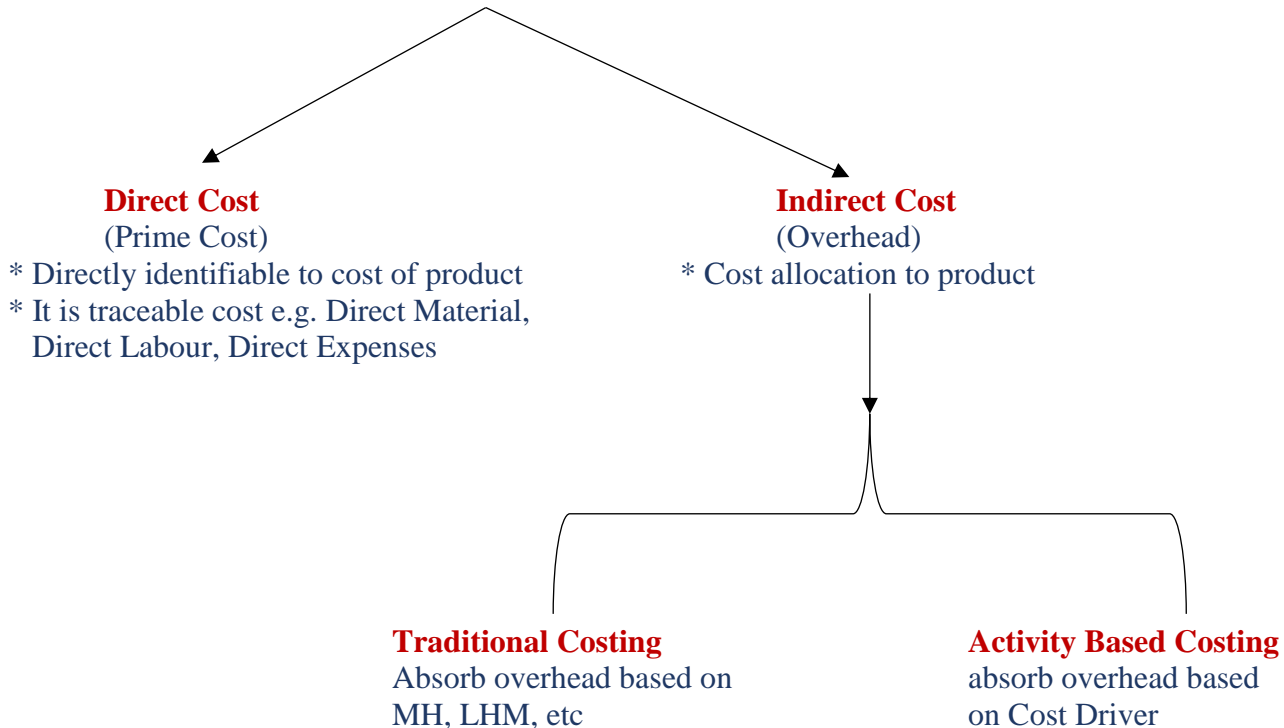 Direct Cost
(Prime Cost)
* Directly identifiable to cost of product
* It is traceable cost e.g. Direct Material,
Direct Labour, Direct Expenses
Indirect Cost
(Overhead)
* Cost allocation to product
Traditional Costing
Absorb overhead based on
MH, LHM, etc
Activity Based Costing
absorb overhead based
on Cost Driver